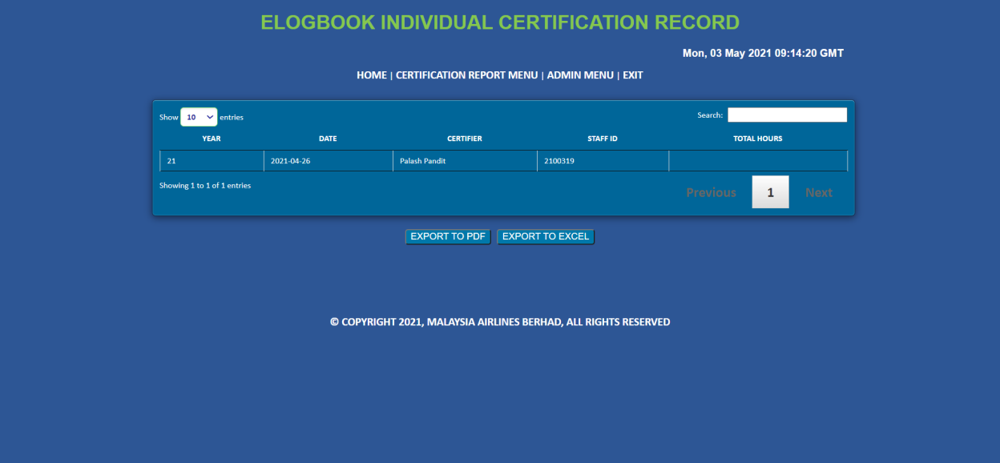 ELOGBOOK INDIVIDUAL CERTIFICATION RECORD
Mon, 03 May 2021 09:14:20 GMT
HOME | CERTIFICATION REPORT MENU | ADMIN MENU | EXIT
Show 10 entries Search:
YEAR DATE CERTIFIER STAFF ID TOTAL HOURS
21 2021-04-26 Palash Pandit 2100319
Showing 1 to 1 of 1 entries
Previous 1 Next
EXPORT TO PDF EXPORT TO EXCEL
© COPYRIGHT 2021, MALAYSIA AIRLINES BERHAD, ALL RIGHTS RESERVED